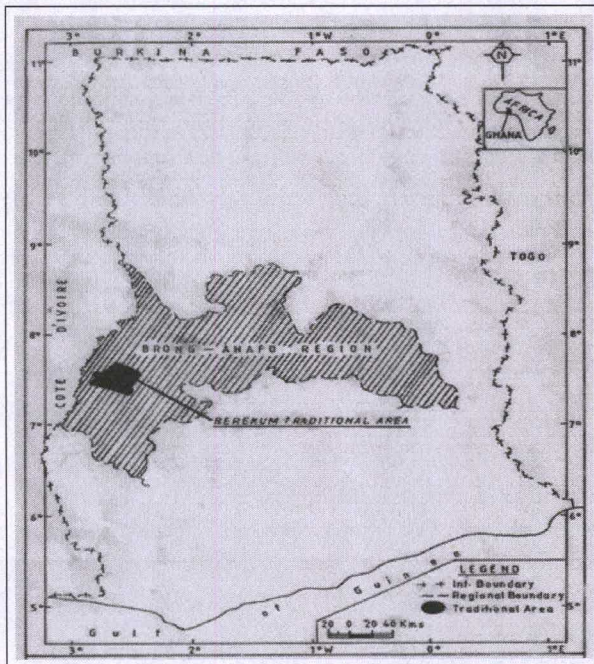 3° 2° 1°W 0° 1°E
BURKINA FASO
11° 11°
N
AFRICA
GHANA
10° 10°
9° 9°
TOGO
COTE D'IVOIRE
8° 8°
BRONG — AHAFO — REGION
7° 7°
BEREKUM TRADITIONAL AREA
6° 6°
LEGEND
Int. Boundary
Regional Boundary
Traditional Area
5° 5°
Gulf of Guinea
20 0 20 40 Kms
3° 2° 1°W 0° 1°E